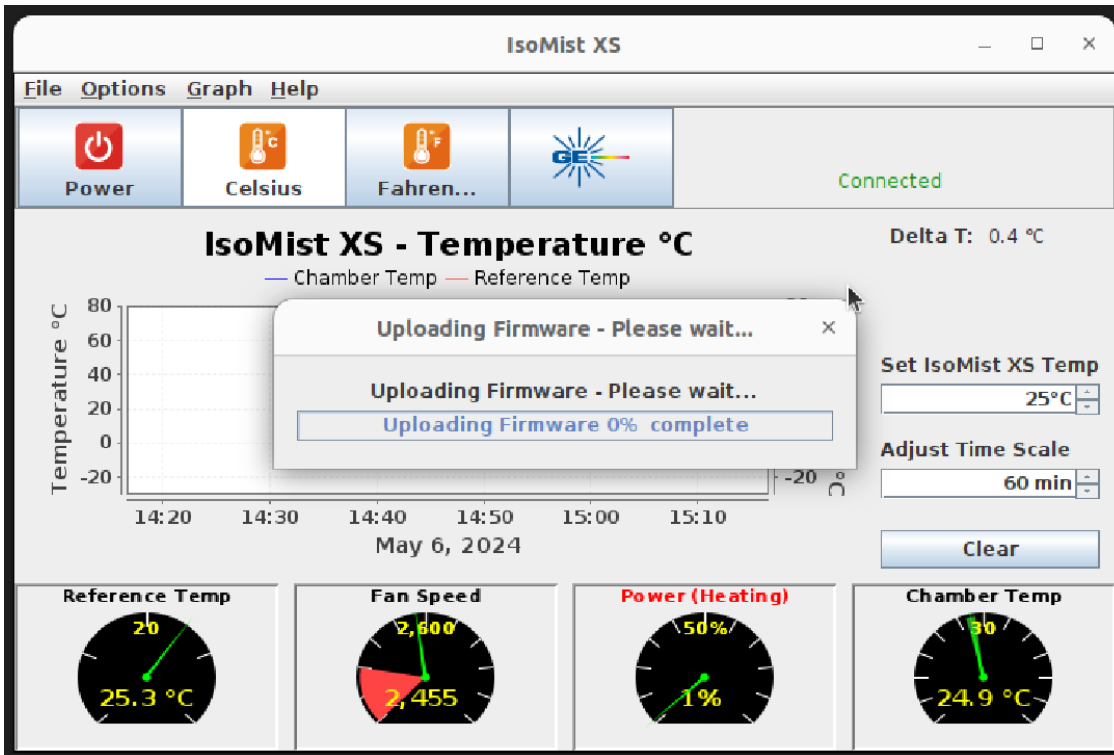 IsoMist XS
File Options Graph Help
Power
Celsius
Fahren...
GE
Connected
IsoMist XS - Temperature °C
Chamber Temp Reference Temp
Delta T: 0.4 °C
Temperature °C
80
60
40
20
0
-20
-20
°C
14:20 14:30 14:40 14:50 15:00 15:10
May 6, 2024
Uploading Firmware - Please wait...
Uploading Firmware - Please wait...
Uploading Firmware 0% complete
Set IsoMist XS Temp
25°C
Adjust Time Scale
60 min
Clear
Reference Temp
20
25.3 °C
Fan Speed
2,600
2,455
Power (Heating)
50%
1%
Chamber Temp
30
24.9 °C